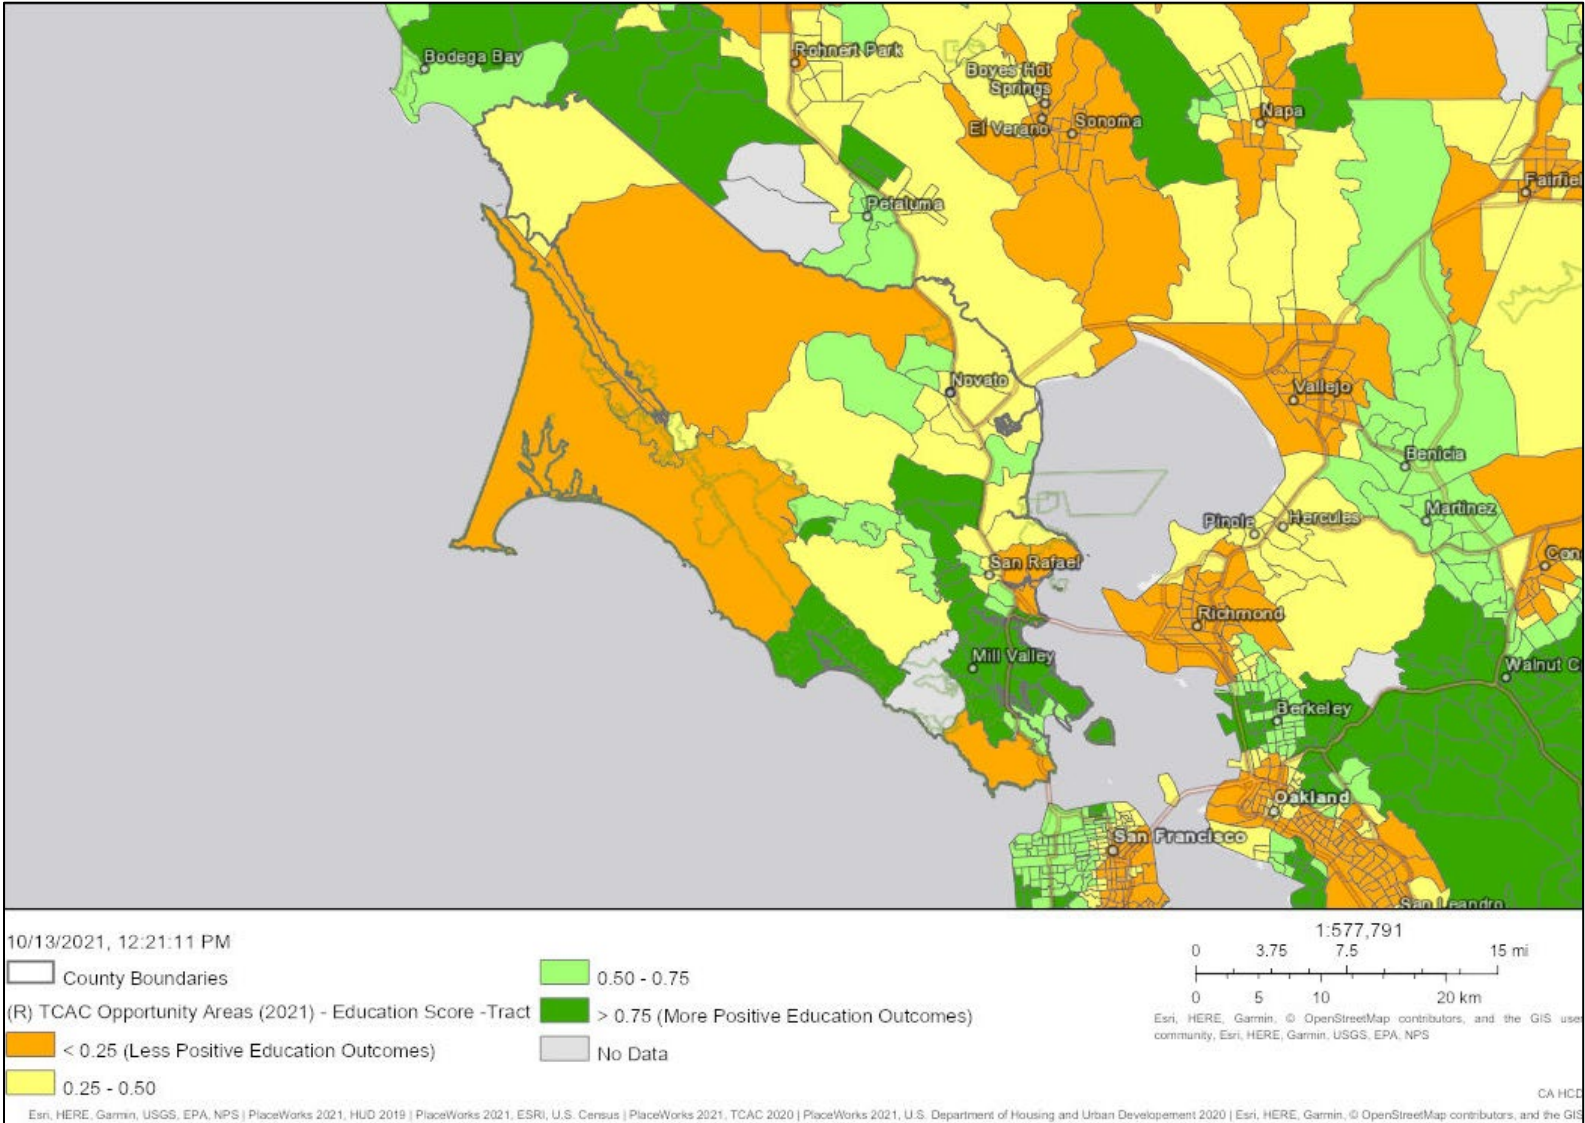 Bodega Bay
Rohnert Park
Boyes Hot
Springs
El Verano
Sonoma
Napa
Fairfiel
Petaluma
Novato
Vallejo
Benicia
Martinez
Pinole
Hercules
Con
San Rafael
Richmond
Mill Valley
Walnut C
Berkeley
Oakland
San Francisco
San Leandro
10/13/2021, 12:21:11 PM
County Boundaries
(R) TCAC Opportunity Areas (2021) - Education Score -Tract
< 0.25 (Less Positive Education Outcomes)
0.25 - 0.50
0.50 - 0.75
> 0.75 (More Positive Education Outcomes)
No Data
1:577,791
0 3.75 7.5 15 mi
0 5 10 20 km
Esri, HERE, Garmin, © OpenStreetMap contributors, and the GIS user
community, Esri, HERE, Garmin, USGS, EPA, NPS
CA HCD
Esri, HERE, Garmin, USGS, EPA, NPS | PlaceWorks 2021, HUD 2019 | PlaceWorks 2021, ESRI, U.S. Census | PlaceWorks 2021, TCAC 2020 | PlaceWorks 2021, U.S. Department of Housing and Urban Developement 2020 | Esri, HERE, Garmin, © OpenStreetMap contributors, and the GIS